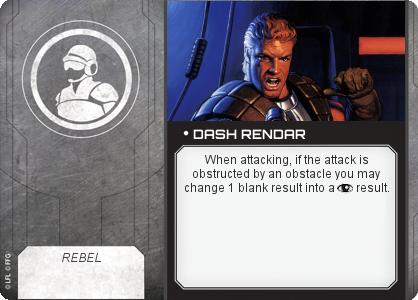 • DASH RENDAR
When attacking, if the attack is
obstructed by an obstacle you may
change 1 blank result into a result.
REBEL
©LFL ©FFG